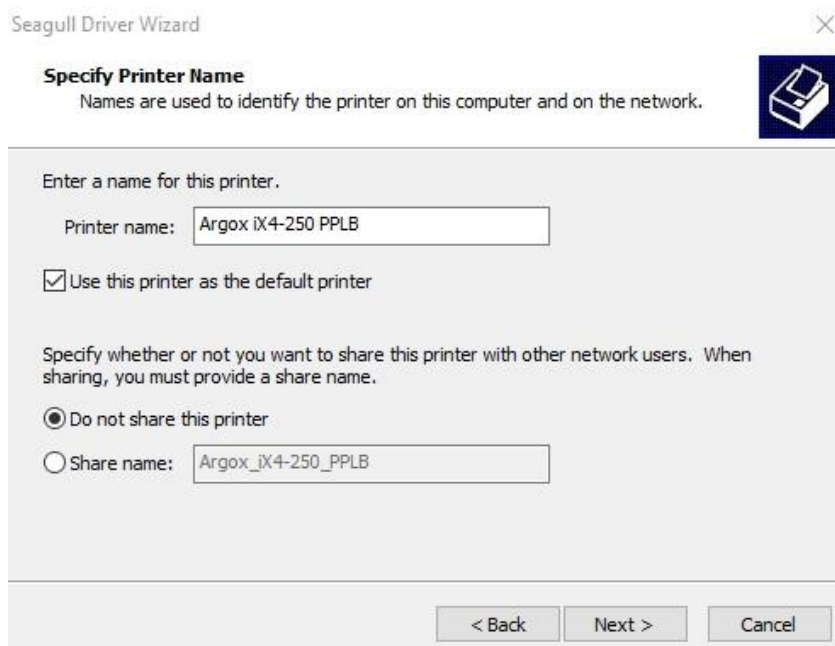 Seagull Driver Wizard
Specify Printer Name
Names are used to identify the printer on this computer and on the network.
Enter a name for this printer.
Printer name: Argox iX4-250 PPLB
Use this printer as the default printer
Specify whether or not you want to share this printer with other network users.  When
sharing, you must provide a share name.
Do not share this printer
Share name: Argox_iX4-250_PPLB
< Back Next > Cancel